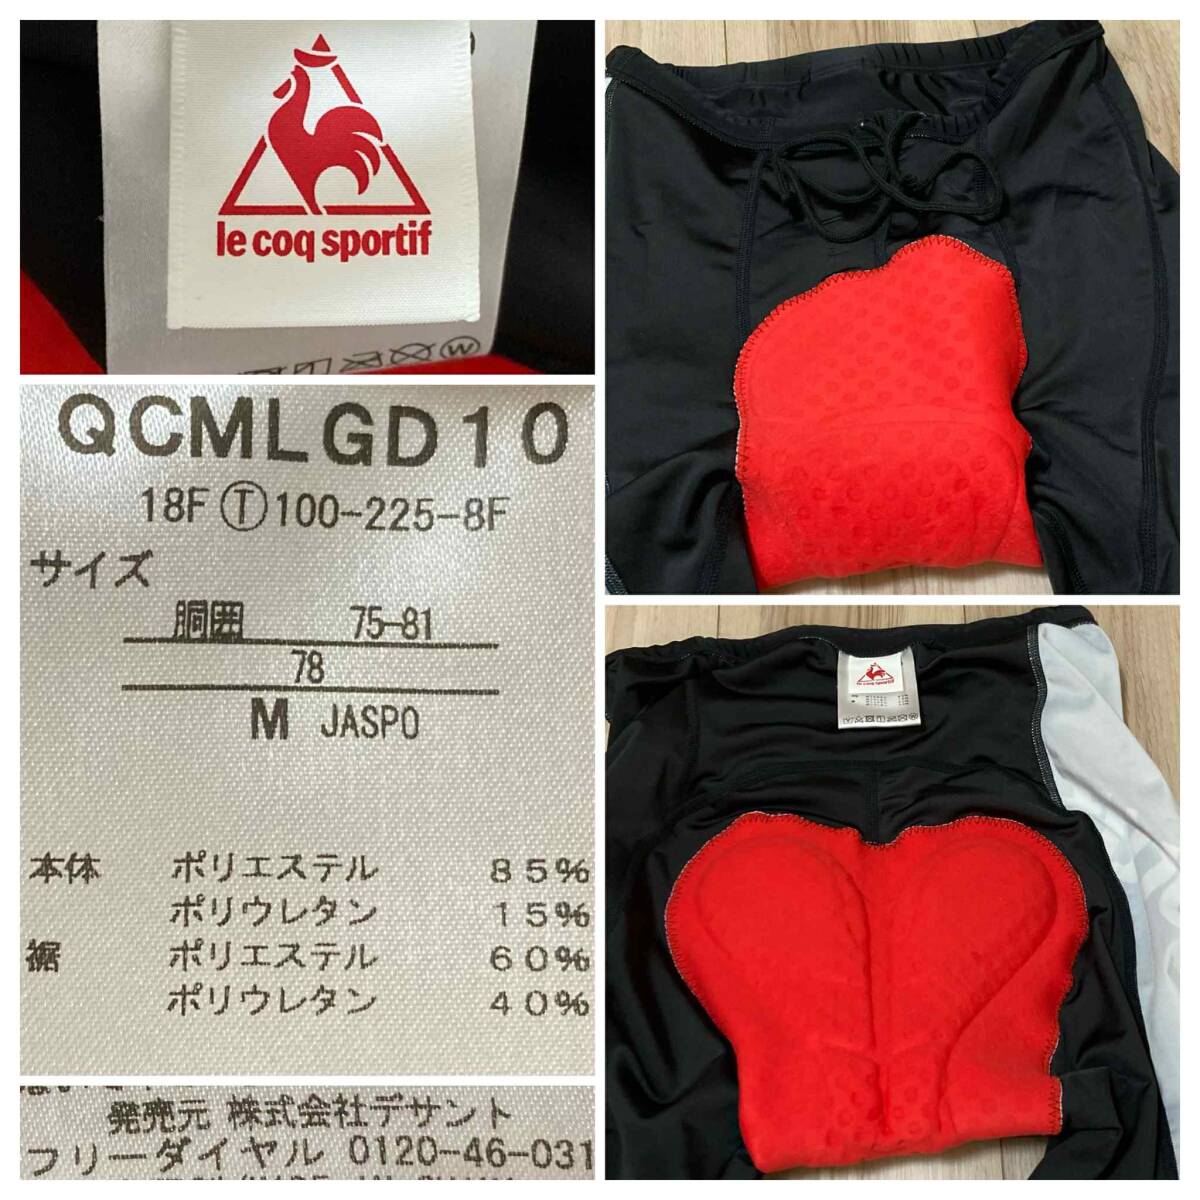 le coq sportif
W
QCMLGD10
18F Ⓣ100-225-8F
サイズ
胴囲 75-81
78
M JASPO
本体 ポリエステル 85%
ポリウレタン 15%
裾 ポリエステル 60%
ポリウレタン 40%
発売元 株式会社デサント
フリーダイヤル 0120-46-031
le coq sportif